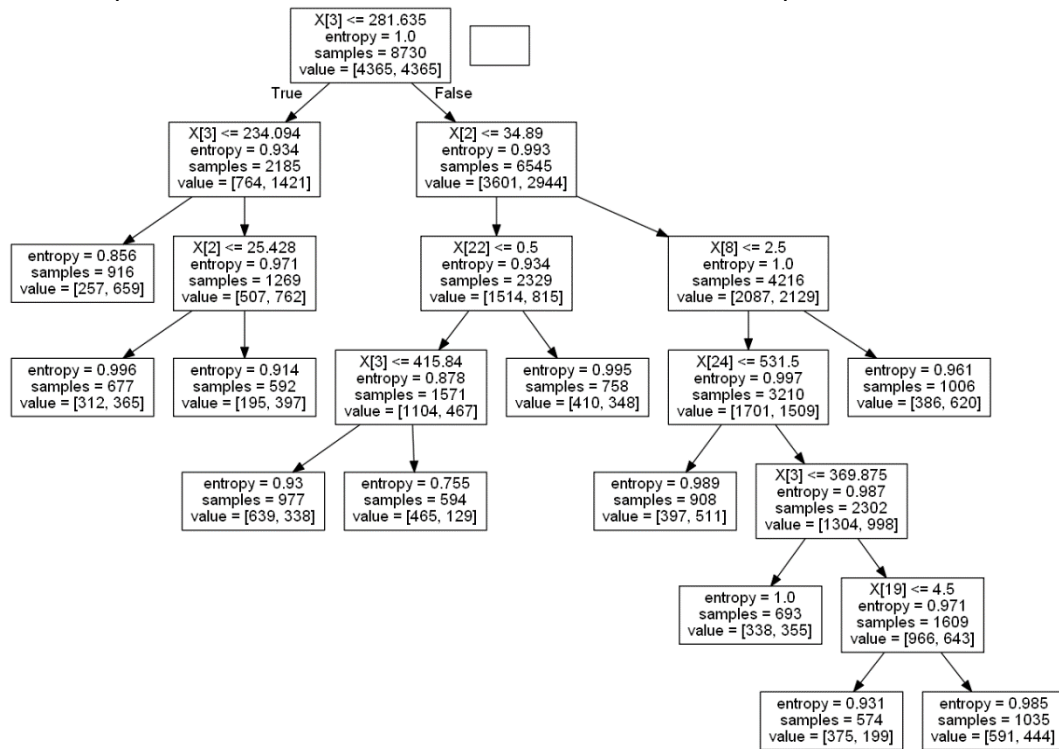 X[3] <= 281.635
entropy = 1.0
samples = 8730
value = [4365, 4365]
True
False
X[3] <= 234.094
entropy = 0.934
samples = 2185
value = [764, 1421]
X[2] <= 34.89
entropy = 0.993
samples = 6545
value = [3601, 2944]
entropy = 0.856
samples = 916
value = [257, 659]
X[2] <= 25.428
entropy = 0.971
samples = 1269
value = [507, 762]
X[22] <= 0.5
entropy = 0.934
samples = 2329
value = [1514, 815]
X[8] <= 2.5
entropy = 1.0
samples = 4216
value = [2087, 2129]
entropy = 0.996
samples = 677
value = [312, 365]
entropy = 0.914
samples = 592
value = [195, 397]
X[3] <= 415.84
entropy = 0.878
samples = 1571
value = [1104, 467]
entropy = 0.995
samples = 758
value = [410, 348]
X[24] <= 531.5
entropy = 0.997
samples = 3210
value = [1701, 1509]
entropy = 0.961
samples = 1006
value = [386, 620]
entropy = 0.93
samples = 977
value = [639, 338]
entropy = 0.755
samples = 594
value = [465, 129]
entropy = 0.989
samples = 908
value = [397, 511]
X[3] <= 369.875
entropy = 0.987
samples = 2302
value = [1304, 998]
entropy = 1.0
samples = 693
value = [338, 355]
X[19] <= 4.5
entropy = 0.971
samples = 1609
value = [966, 643]
entropy = 0.931
samples = 574
value = [375, 199]
entropy = 0.985
samples = 1035
value = [591, 444]